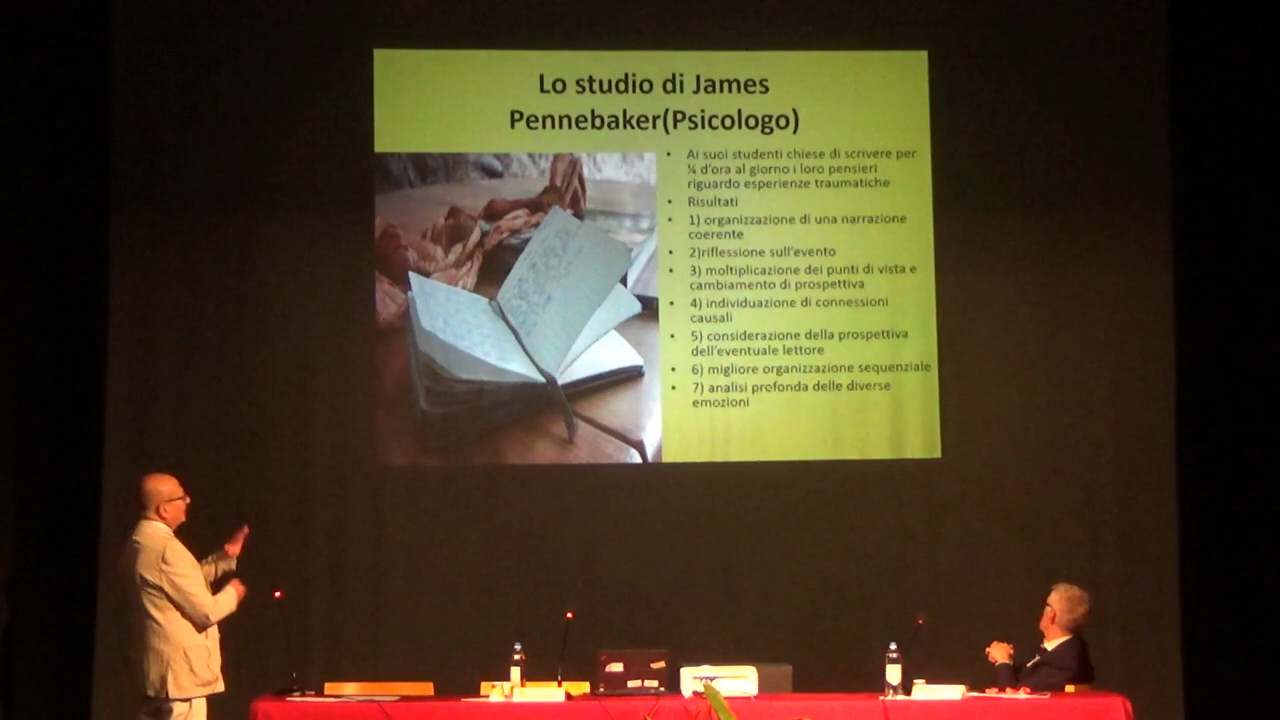 Lo studio di James
Pennebaker(Psicologo)
• Ai suoi studenti chiese di scrivere per
¼ d'ora al giorno i loro pensieri
riguardo esperienze traumatiche
• Risultati
• 1) organizzazione di una narrazione
coerente
• 2)riflessione sull'evento
• 3) moltiplicazione dei punti di vista e
cambiamento di prospettiva
• 4) individuazione di connessioni
causali
• 5) considerazione della prospettiva
dell'eventuale lettore
• 6) migliore organizzazione sequenziale
• 7) analisi profonda delle diverse
emozioni